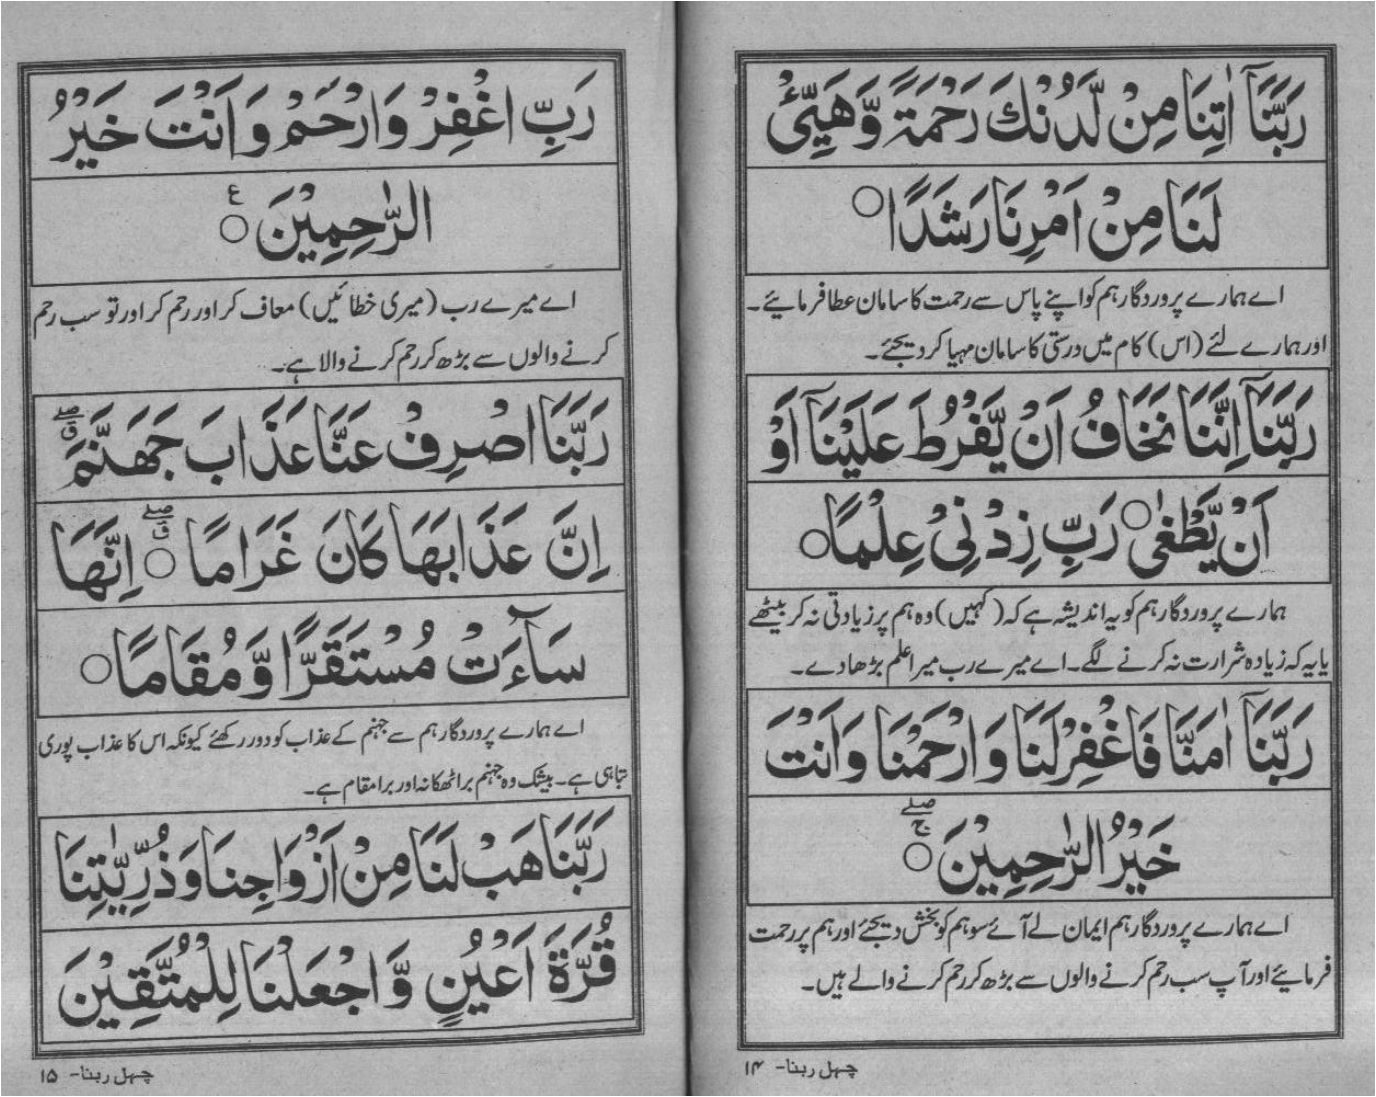 رَبَّنَآ اٰتِنَا مِنْ لَّدُنْكَ رَحْمَةً وَّهَيِّئْ
لَنَا مِنْ اَمْرِنَا رَشَدًا ○
اے ہمارے پروردگار ہم کو اپنے پاس سے رحمت کا سامان عطا فرمائیے۔
اور ہمارے لئے (اس) کام میں درستی کا سامان مہیا کر دیجئے۔
رَبَّنَآ اِنَّنَا نَخَافُ اَنْ يَّفْرُطَ عَلَيْنَآ اَوْ
اَنْ يَّطْغٰى ○ رَبِّ زِدْنِيْ عِلْمًا ○
ہمارے پروردگار ہم کو یہ اندیشہ ہے کہ (کہیں) وہ ہم پر زیادتی نہ کر بیٹھے
یا یہ کہ زیادہ شرارت نہ کرنے لگے۔ اے میرے رب میرا علم بڑھا دے۔
رَبَّنَآ اٰمَنَّا فَاغْفِرْ لَنَا وَارْحَمْنَا وَاَنْتَ
خَيْرُ الرّٰحِمِيْنَ ○ صلے ج
اے ہمارے پروردگار ہم ایمان لے آئے سو ہم کو بخش دیجئے اور ہم پر رحمت
فرمائیے اور آپ سب رحم کرنے والوں سے بڑھ کر رحم کرنے والے ہیں۔
چہل ربنا- ۱۴
رَبِّ اغْفِرْ وَارْحَمْ وَاَنْتَ خَيْرُ
الرّٰحِمِيْنَ ○ ع
اے میرے رب (میری خطائیں) معاف کر اور رحم کر اور تو سب رحم
کرنے والوں سے بڑھ کر رحم کرنے والا ہے۔
رَبَّنَا اصْرِفْ عَنَّا عَذَابَ جَهَنَّمَ صلے ق
اِنَّ عَذَابَهَا كَانَ غَرَامًا ○ صلے ق اِنَّهَا
سَآءَتْ مُسْتَقَرًّا وَّمُقَامًا ○
اے ہمارے پروردگار ہم سے جہنم کے عذاب کو دور رکھئے کیونکہ اس کا عذاب پوری
تباہی ہے۔ بیشک وہ جہنم برا ٹھکانہ اور برا مقام ہے۔
رَبَّنَا هَبْ لَنَا مِنْ اَزْوَاجِنَا وَذُرِّيّٰتِنَا
قُرَّةَ اَعْيُنٍ وَّاجْعَلْنَا لِلْمُتَّقِيْنَ
چہل ربنا- ۱۵